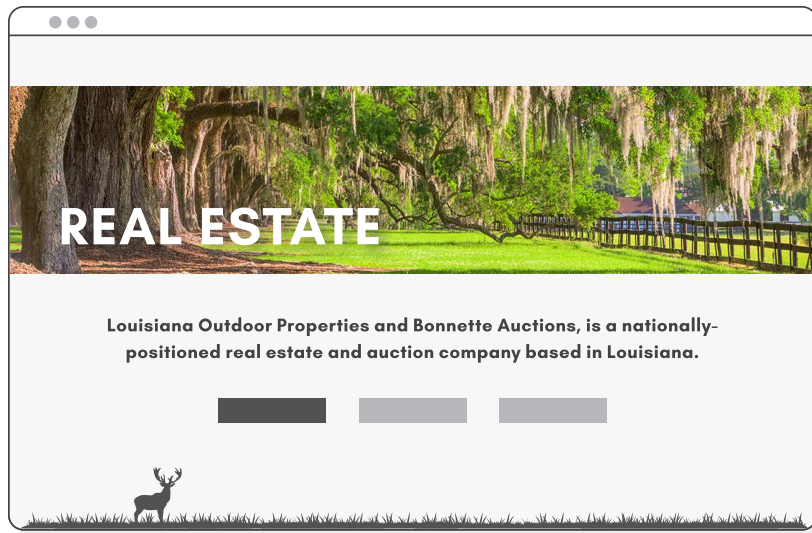 REAL ESTATE
Louisiana Outdoor Properties and Bonnette Auctions, is a nationally-
positioned real estate and auction company based in Louisiana.